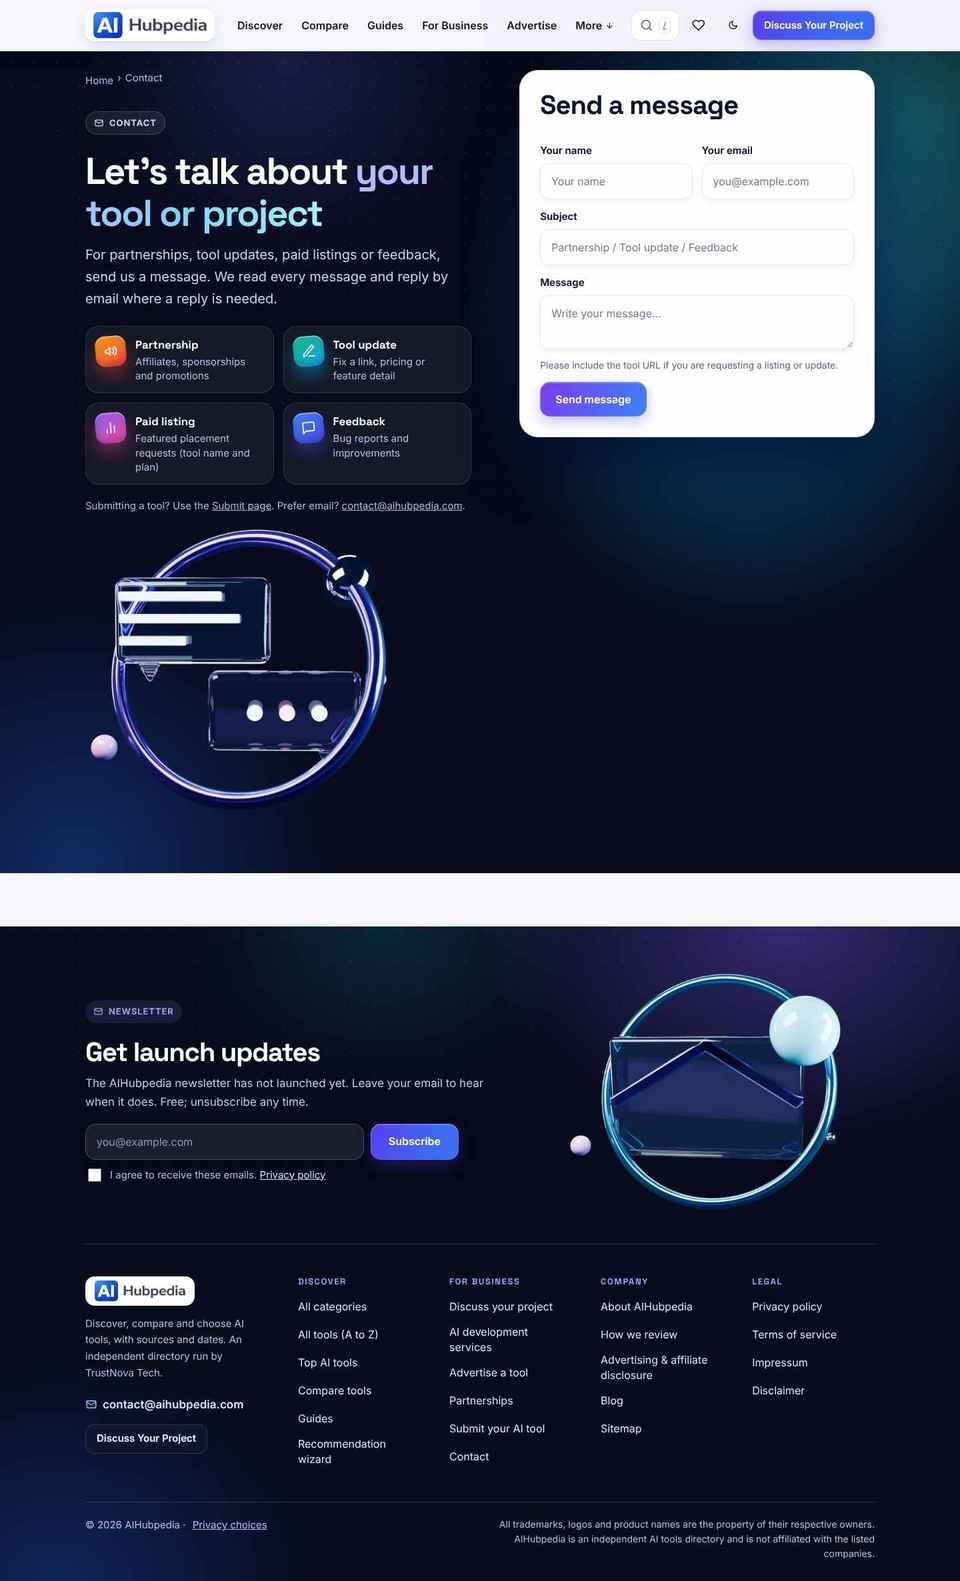 AI Hubpedia
Discover Compare Guides For Business Advertise More ↓ / Discuss Your Project
Home › Contact
CONTACT
Let’s talk about your
tool or project
For partnerships, tool updates, paid listings or feedback,
send us a message. We read every message and reply by
email where a reply is needed.
Partnership
Affiliates, sponsorships
and promotions
Tool update
Fix a link, pricing or
feature detail
Paid listing
Featured placement
requests (tool name and
plan)
Feedback
Bug reports and
improvements
Submitting a tool? Use the Submit page. Prefer email? contact@aihubpedia.com.
Send a message
Your name
Your name
Your email
you@example.com
Subject
Partnership / Tool update / Feedback
Message
Write your message...
Please include the tool URL if you are requesting a listing or update.
Send message
NEWSLETTER
Get launch updates
The AIHubpedia newsletter has not launched yet. Leave your email to hear
when it does. Free; unsubscribe any time.
you@example.com
Subscribe
I agree to receive these emails. Privacy policy
AI Hubpedia
Discover, compare and choose AI
tools, with sources and dates. An
independent directory run by
TrustNova Tech.
contact@aihubpedia.com
Discuss Your Project
DISCOVER
All categories
All tools (A to Z)
Top AI tools
Compare tools
Guides
Recommendation
wizard
FOR BUSINESS
Discuss your project
AI development
services
Advertise a tool
Partnerships
Submit your AI tool
Contact
COMPANY
About AIHubpedia
How we review
Advertising & affiliate
disclosure
Blog
Sitemap
LEGAL
Privacy policy
Terms of service
Impressum
Disclaimer
© 2026 AIHubpedia · Privacy choices
All trademarks, logos and product names are the property of their respective owners.
AIHubpedia is an independent AI tools directory and is not affiliated with the listed
companies.